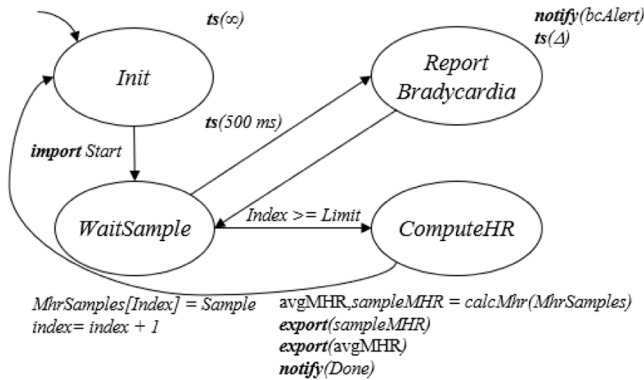 ts(∞)
notify(bcAlert)
ts(Δ)
Init
Report
Bradycardia
ts(500 ms)
import Start
WaitSample
Index >= Limit
ComputeHR
MhrSamples[Index] = Sample
index= index + 1
avgMHR,sampleMHR = calcMhr(MhrSamples)
export(sampleMHR)
export(avgMHR)
notify(Done)